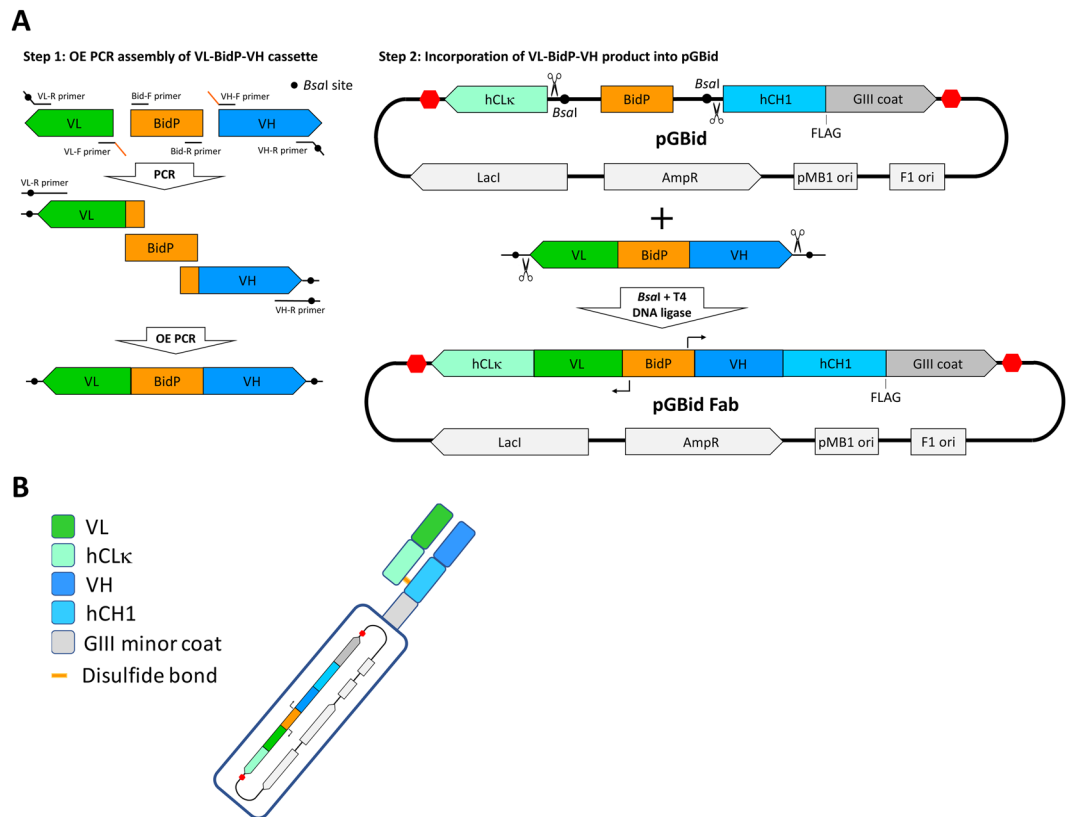 A
Step 1: OE PCR assembly of VL-BidP-VH cassette
VL-R primer
Bid-F primer
VH-F primer
BsaI site
VL
BidP
VH
VL-F primer
Bid-R primer
VH-R primer
PCR
VL-R primer
VL
BidP
VH
VH-R primer
OE PCR
VL
BidP
VH
Step 2: Incorporation of VL-BidP-VH product into pGBid
hCLκ
BsaI
BidP
BsaI
hCH1
GIII coat
FLAG
pGBid
LacI
AmpR
pMB1 ori
F1 ori
+
VL
BidP
VH
BsaI + T4
DNA ligase
hCLκ
VL
BidP
VH
hCH1
GIII coat
FLAG
pGBid Fab
LacI
AmpR
pMB1 ori
F1 ori
B
VL
hCLκ
VH
hCH1
GIII minor coat
Disulfide bond